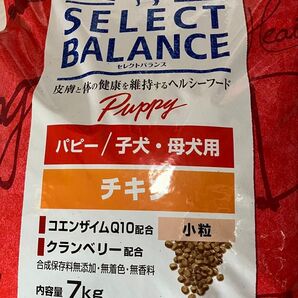 SELECT
BALANCE
セレクトバランス
皮膚と体の健康を維持するヘルシーフード
Puppy
パピー/子犬・母犬用
チキン
コエンザイムQ10配合
クランベリー配合
小粒
合成保存料無添加・無着色・無香料
内容量7kg